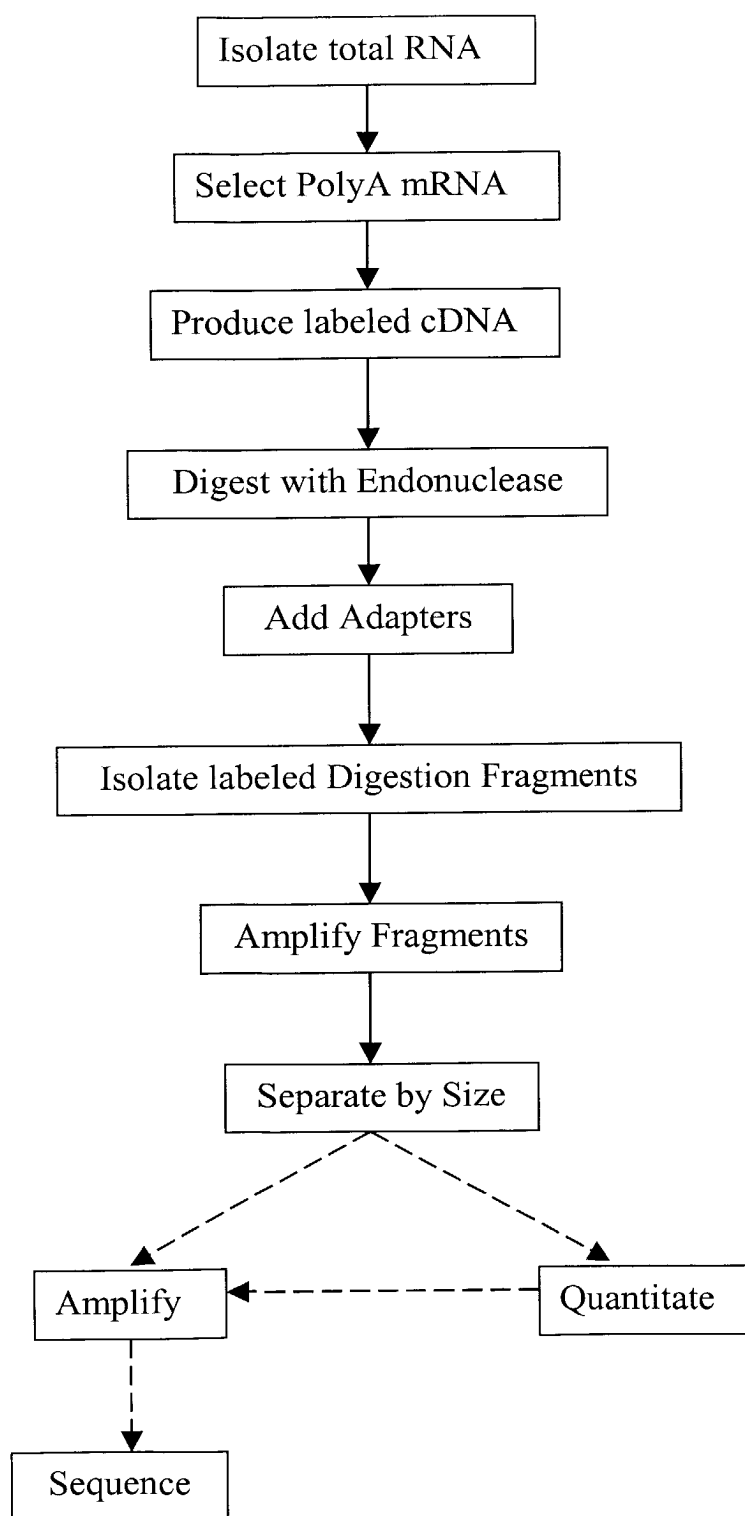 Isolate total RNA
Select PolyA mRNA
Produce labeled cDNA
Digest with Endonuclease
Add Adapters
Isolate labeled Digestion Fragments
Amplify Fragments
Separate by Size
Amplify
Quantitate
Sequence